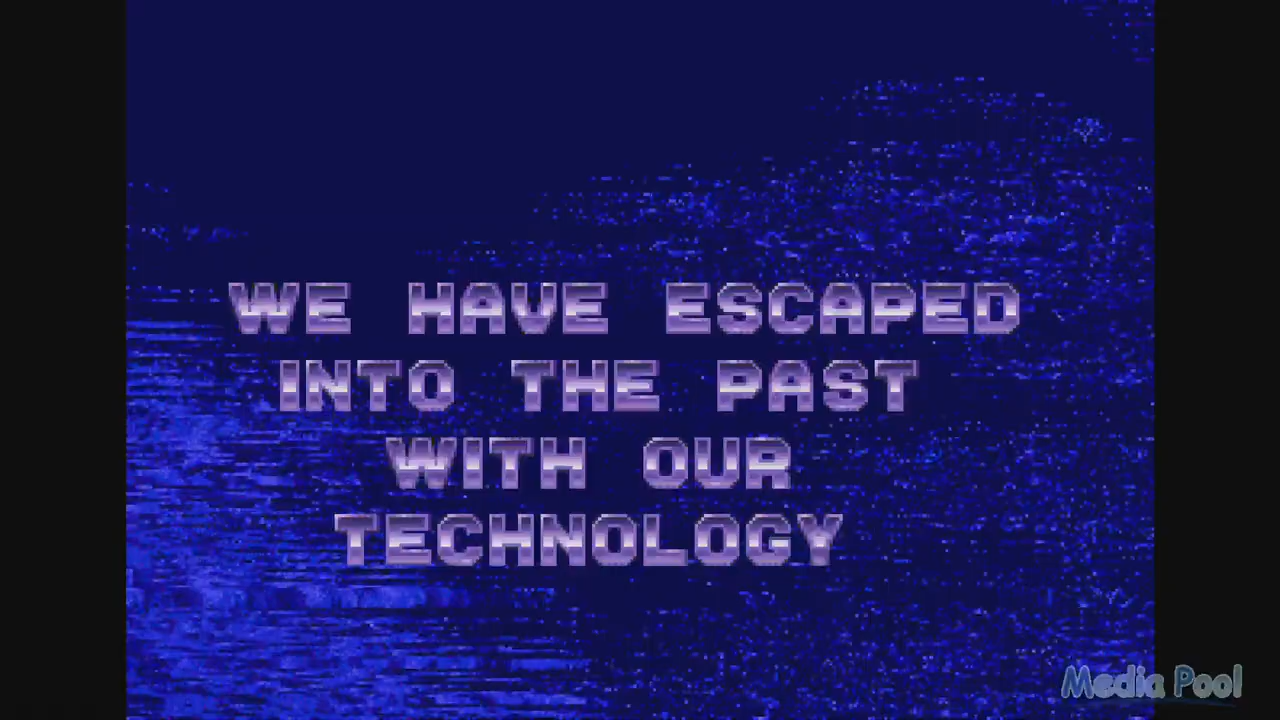 WE HAVE ESCAPED
INTO THE PAST
WITH OUR
TECHNOLOGY
Media Pool